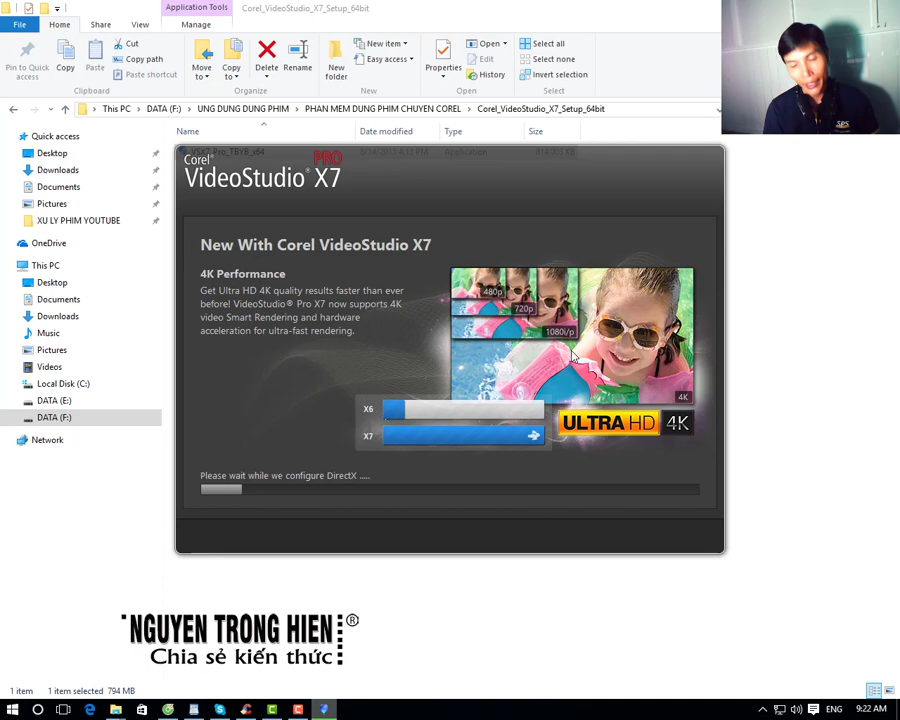 Application Tools
Corel_VideoStudio_X7_Setup_64bit
File
Home
Share
View
Manage
Pin to Quick access
Copy
Paste
Cut
Copy path
Paste shortcut
Clipboard
Move to
Copy to
Delete
Rename
Organize
New folder
New item
Easy access
New
Properties
Open
Edit
History
Open
Select all
Select none
Invert selection
Select
This PC
DATA (F:)
UNG DUNG DUNG PHIM
PHAN MEM DUNG PHIM CHUYEN COREL
Corel_VideoStudio_X7_Setup_64bit
Name
Date modified
Type
Size
Quick access
Desktop
Downloads
Documents
Pictures
XU LY PHIM YOUTUBE
OneDrive
This PC
Desktop
Documents
Downloads
Music
Pictures
Videos
Local Disk (C:)
DATA (E:)
DATA (F:)
Network
Corel®
PRO
VideoStudio® X7
New With Corel VideoStudio X7
4K Performance
Get Ultra HD 4K quality results faster than ever
before! VideoStudio® Pro X7 now supports 4K
video Smart Rendering and hardware
acceleration for ultra-fast rendering.
480p
720p
1080i/p
4K
X6
X7
ULTRA HD 4K
Please wait while we configure DirectX .....
NGUYEN TRONG HIEN®
Chia sẻ kiến thức
1 item
1 item selected 794 MB
ENG
9:22 AM